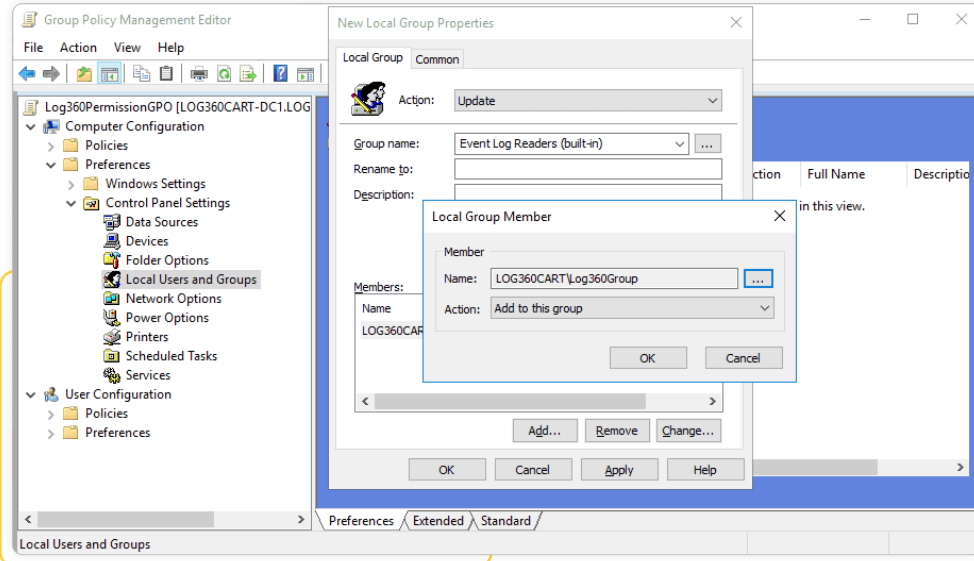 Group Policy Management Editor
File Action View Help
Log360PermissionGPO [LOG360CART-DC1.LOG
Computer Configuration
Policies
Preferences
Windows Settings
Control Panel Settings
Data Sources
Devices
Folder Options
Local Users and Groups
Network Options
Power Options
Printers
Scheduled Tasks
Services
User Configuration
Policies
Preferences
New Local Group Properties
Local Group Common
Action: Update
Group name: Event Log Readers (built-in) ...
Rename to:
Description:
Members:
Name
LOG360CAR
Add... Remove Change...
OK Cancel Apply Help
Local Group Member
Member
Name: LOG360CART\Log360Group ...
Action: Add to this group
OK Cancel
ction Full Name Descriptio
in this view.
Preferences Extended Standard
Local Users and Groups